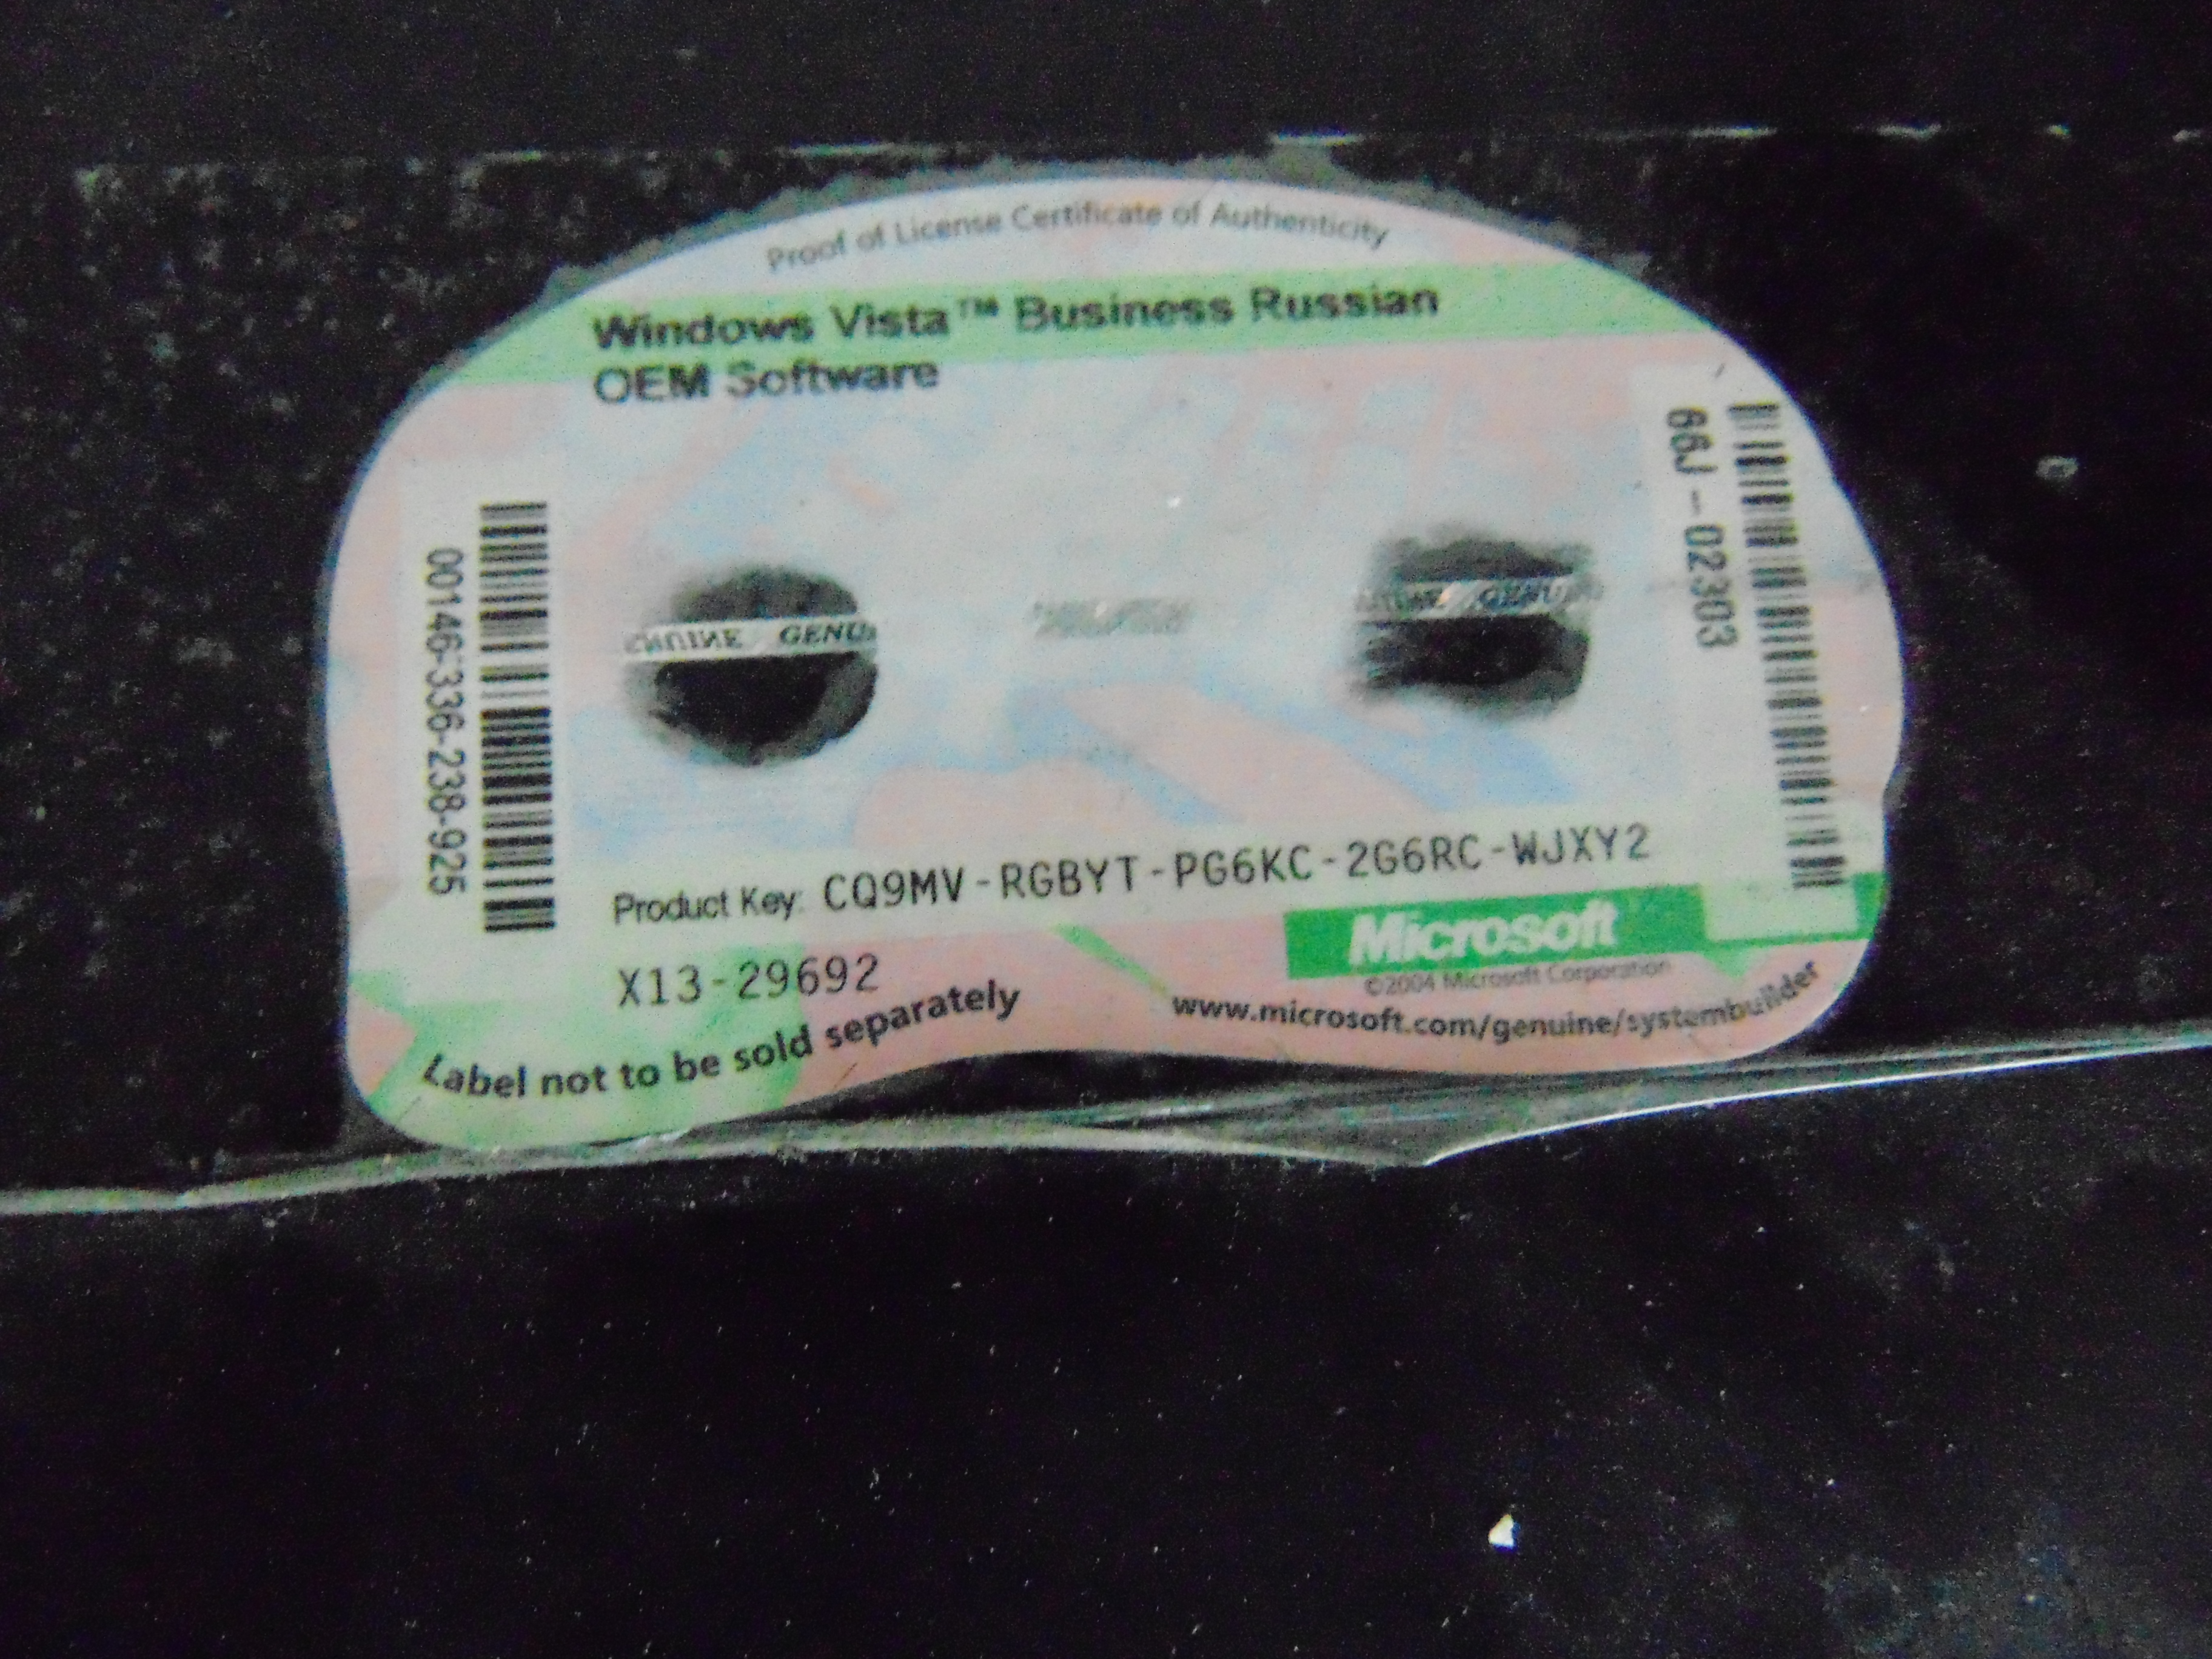 Proof of License Certificate of Authenticity
Windows Vista™ Business Russian
OEM Software
00146-336-238-925
66J-02303
GENUINE GENU
GENU
Product Key: CQ9MV-RGBYT-PG6KC-2G6RC-WJXY2
X13-29692
Microsoft
©2004 Microsoft Corporation
Label not to be sold separately
www.microsoft.com/genuine/systembuilder